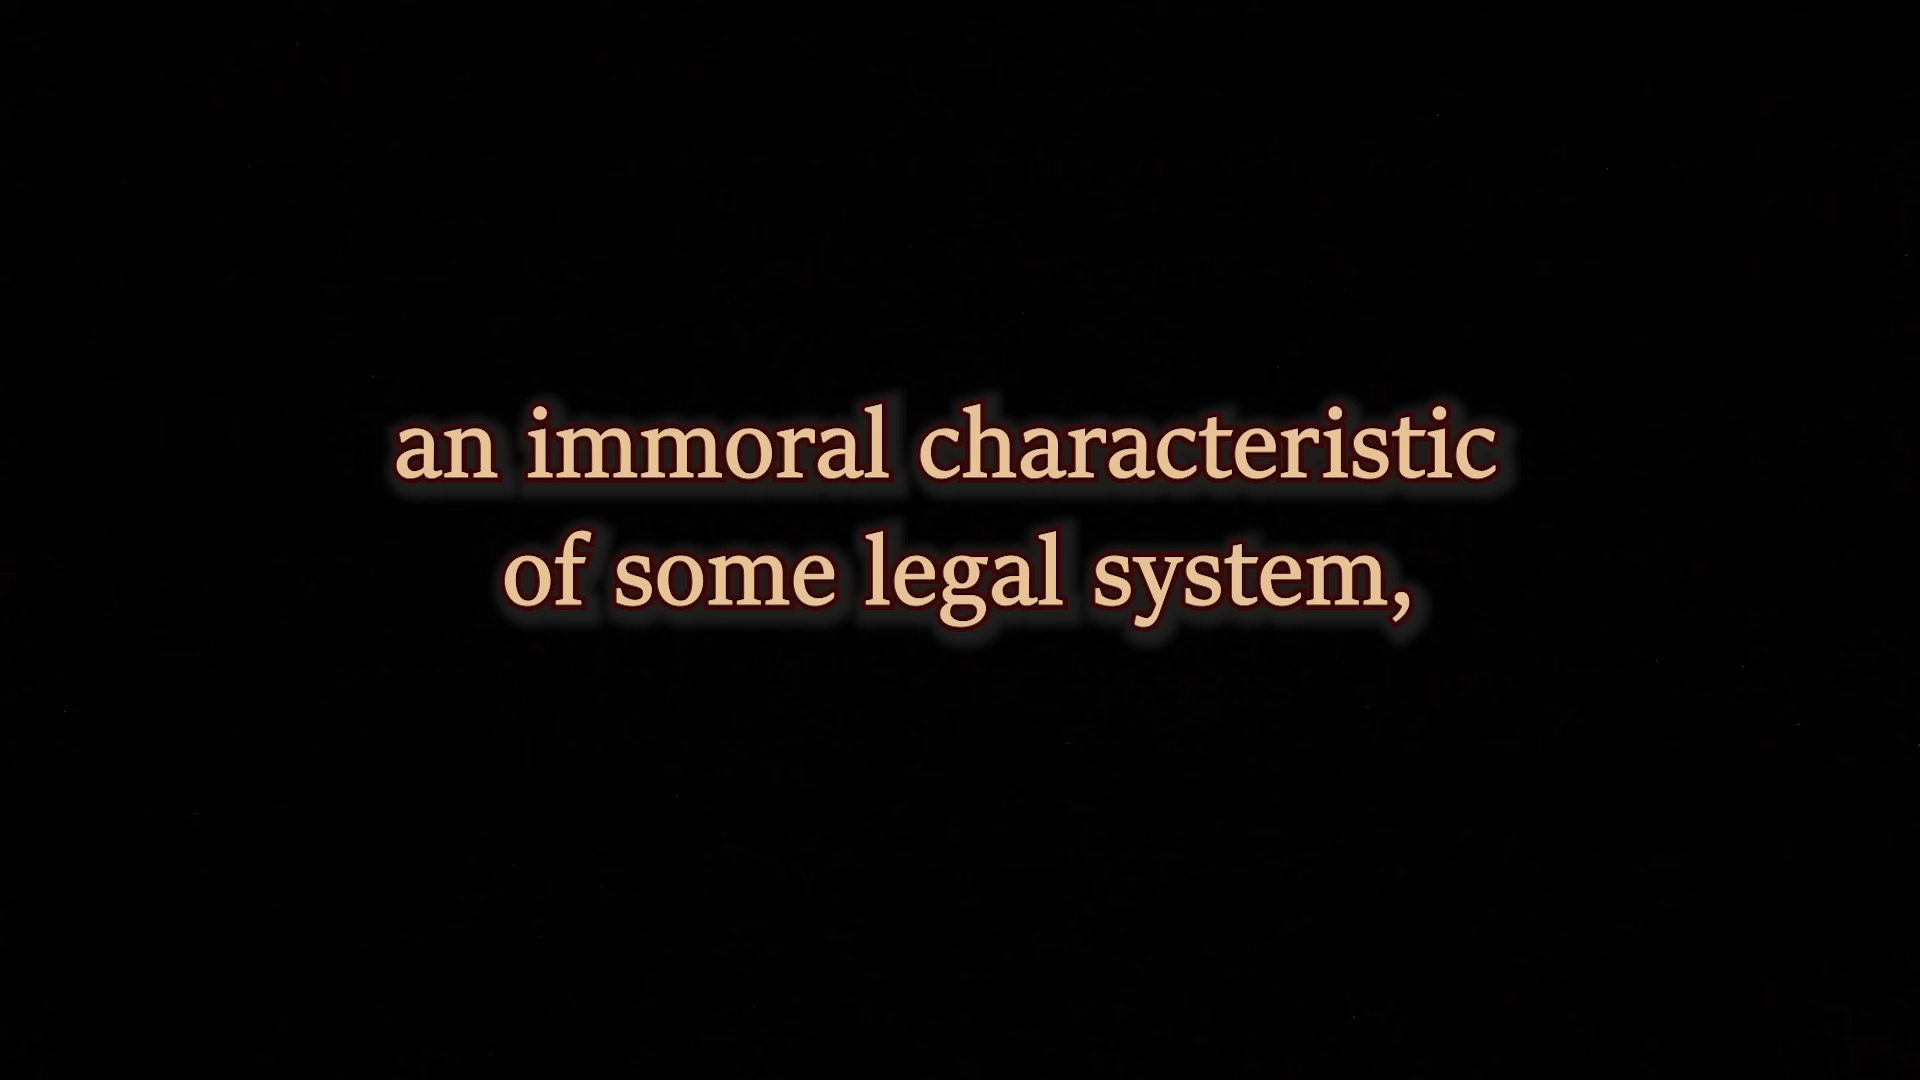 an immoral characteristic
of some legal system,